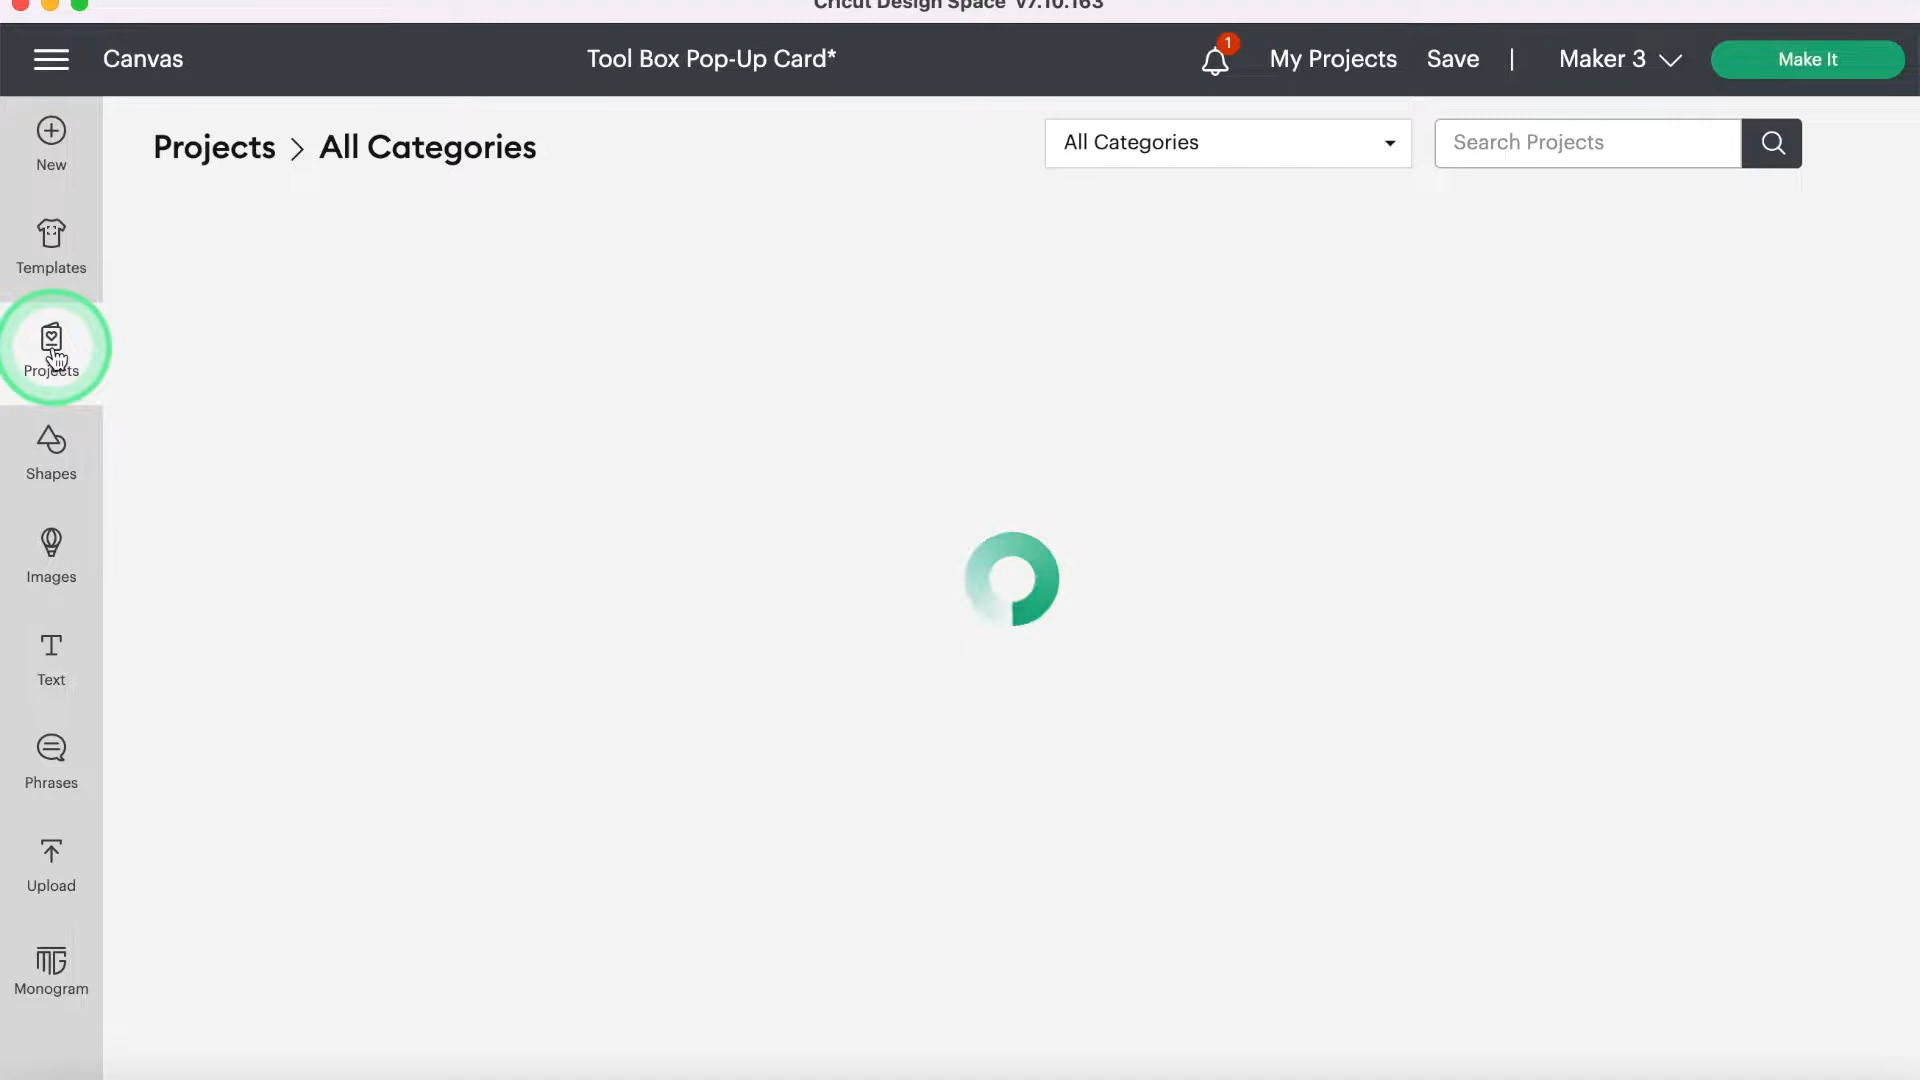 Cricut Design Space v7.10.163
Canvas
Tool Box Pop-Up Card*
1
My Projects
Save
|
Maker 3
Make It
New
Templates
Projects
Shapes
Images
Text
Phrases
Upload
MG
Monogram
Projects > All Categories
All Categories
Search Projects